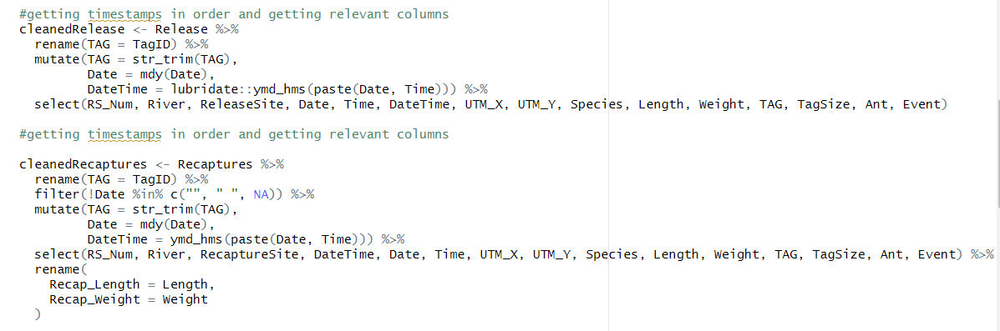 #getting timestamps in order and getting relevant columns
cleanedRelease <- Release %>%
  rename(TAG = TagID) %>%
  mutate(TAG = str_trim(TAG),
         Date = mdy(Date),
         DateTime = lubridate::ymd_hms(paste(Date, Time))) %>%
  select(RS_Num, River, ReleaseSite, Date, Time, DateTime, UTM_X, UTM_Y, Species, Length, Weight, TAG, TagSize, Ant, Event)
#getting timestamps in order and getting relevant columns
cleanedRecaptures <- Recaptures %>%
  rename(TAG = TagID) %>%
  filter(!Date %in% c("", " ", NA)) %>%
  mutate(TAG = str_trim(TAG),
         Date = mdy(Date),
         DateTime = ymd_hms(paste(Date, Time))) %>%
  select(RS_Num, River, RecaptureSite, DateTime, Date, Time, UTM_X, UTM_Y, Species, Length, Weight, TAG, TagSize, Ant, Event) %>%
  rename(
    Recap_Length = Length,
    Recap_Weight = Weight
  )